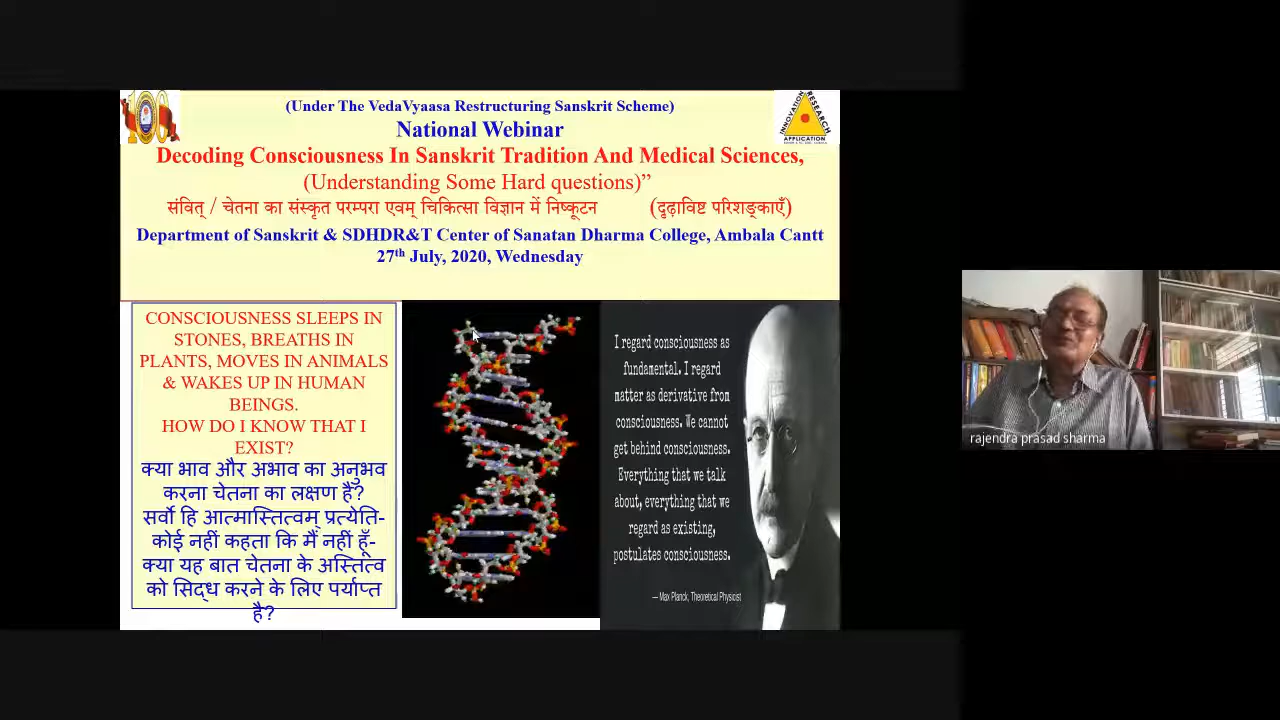 (Under The VedaVyaasa Restructuring Sanskrit Scheme)
National Webinar
Decoding Consciousness In Sanskrit Tradition And Medical Sciences,
(Understanding Some Hard questions)”
संवित् / चेतना का संस्कृत परम्परा एवम् चिकित्सा विज्ञान में निष्कूटन (दृढ़ाविष्ट परिशङ्काएँ)
Department of Sanskrit & SDHDR&T Center of Sanatan Dharma College, Ambala Cantt
27th July, 2020, Wednesday
100
INNOVATION
RESEARCH
APPLICATION
CONSCIOUSNESS SLEEPS IN
STONES, BREATHS IN
PLANTS, MOVES IN ANIMALS
& WAKES UP IN HUMAN
BEINGS.
HOW DO I KNOW THAT I
EXIST?
क्या भाव और अभाव का अनुभव
करना चेतना का लक्षण है?
सर्वो हि आत्मास्तित्वम् प्रत्येति-
कोई नहीं कहता कि मैं नहीं हूँ-
क्या यह बात चेतना के अस्तित्व
को सिद्ध करने के लिए पर्याप्त
है?
I regard consciousness as
fundamental. I regard
matter as derivative from
consciousness. We cannot
get behind consciousness.
Everything that we talk
about, everything that we
regard as existing,
postulates consciousness.
— Max Planck, Theoretical Physicist
rajendra prasad sharma